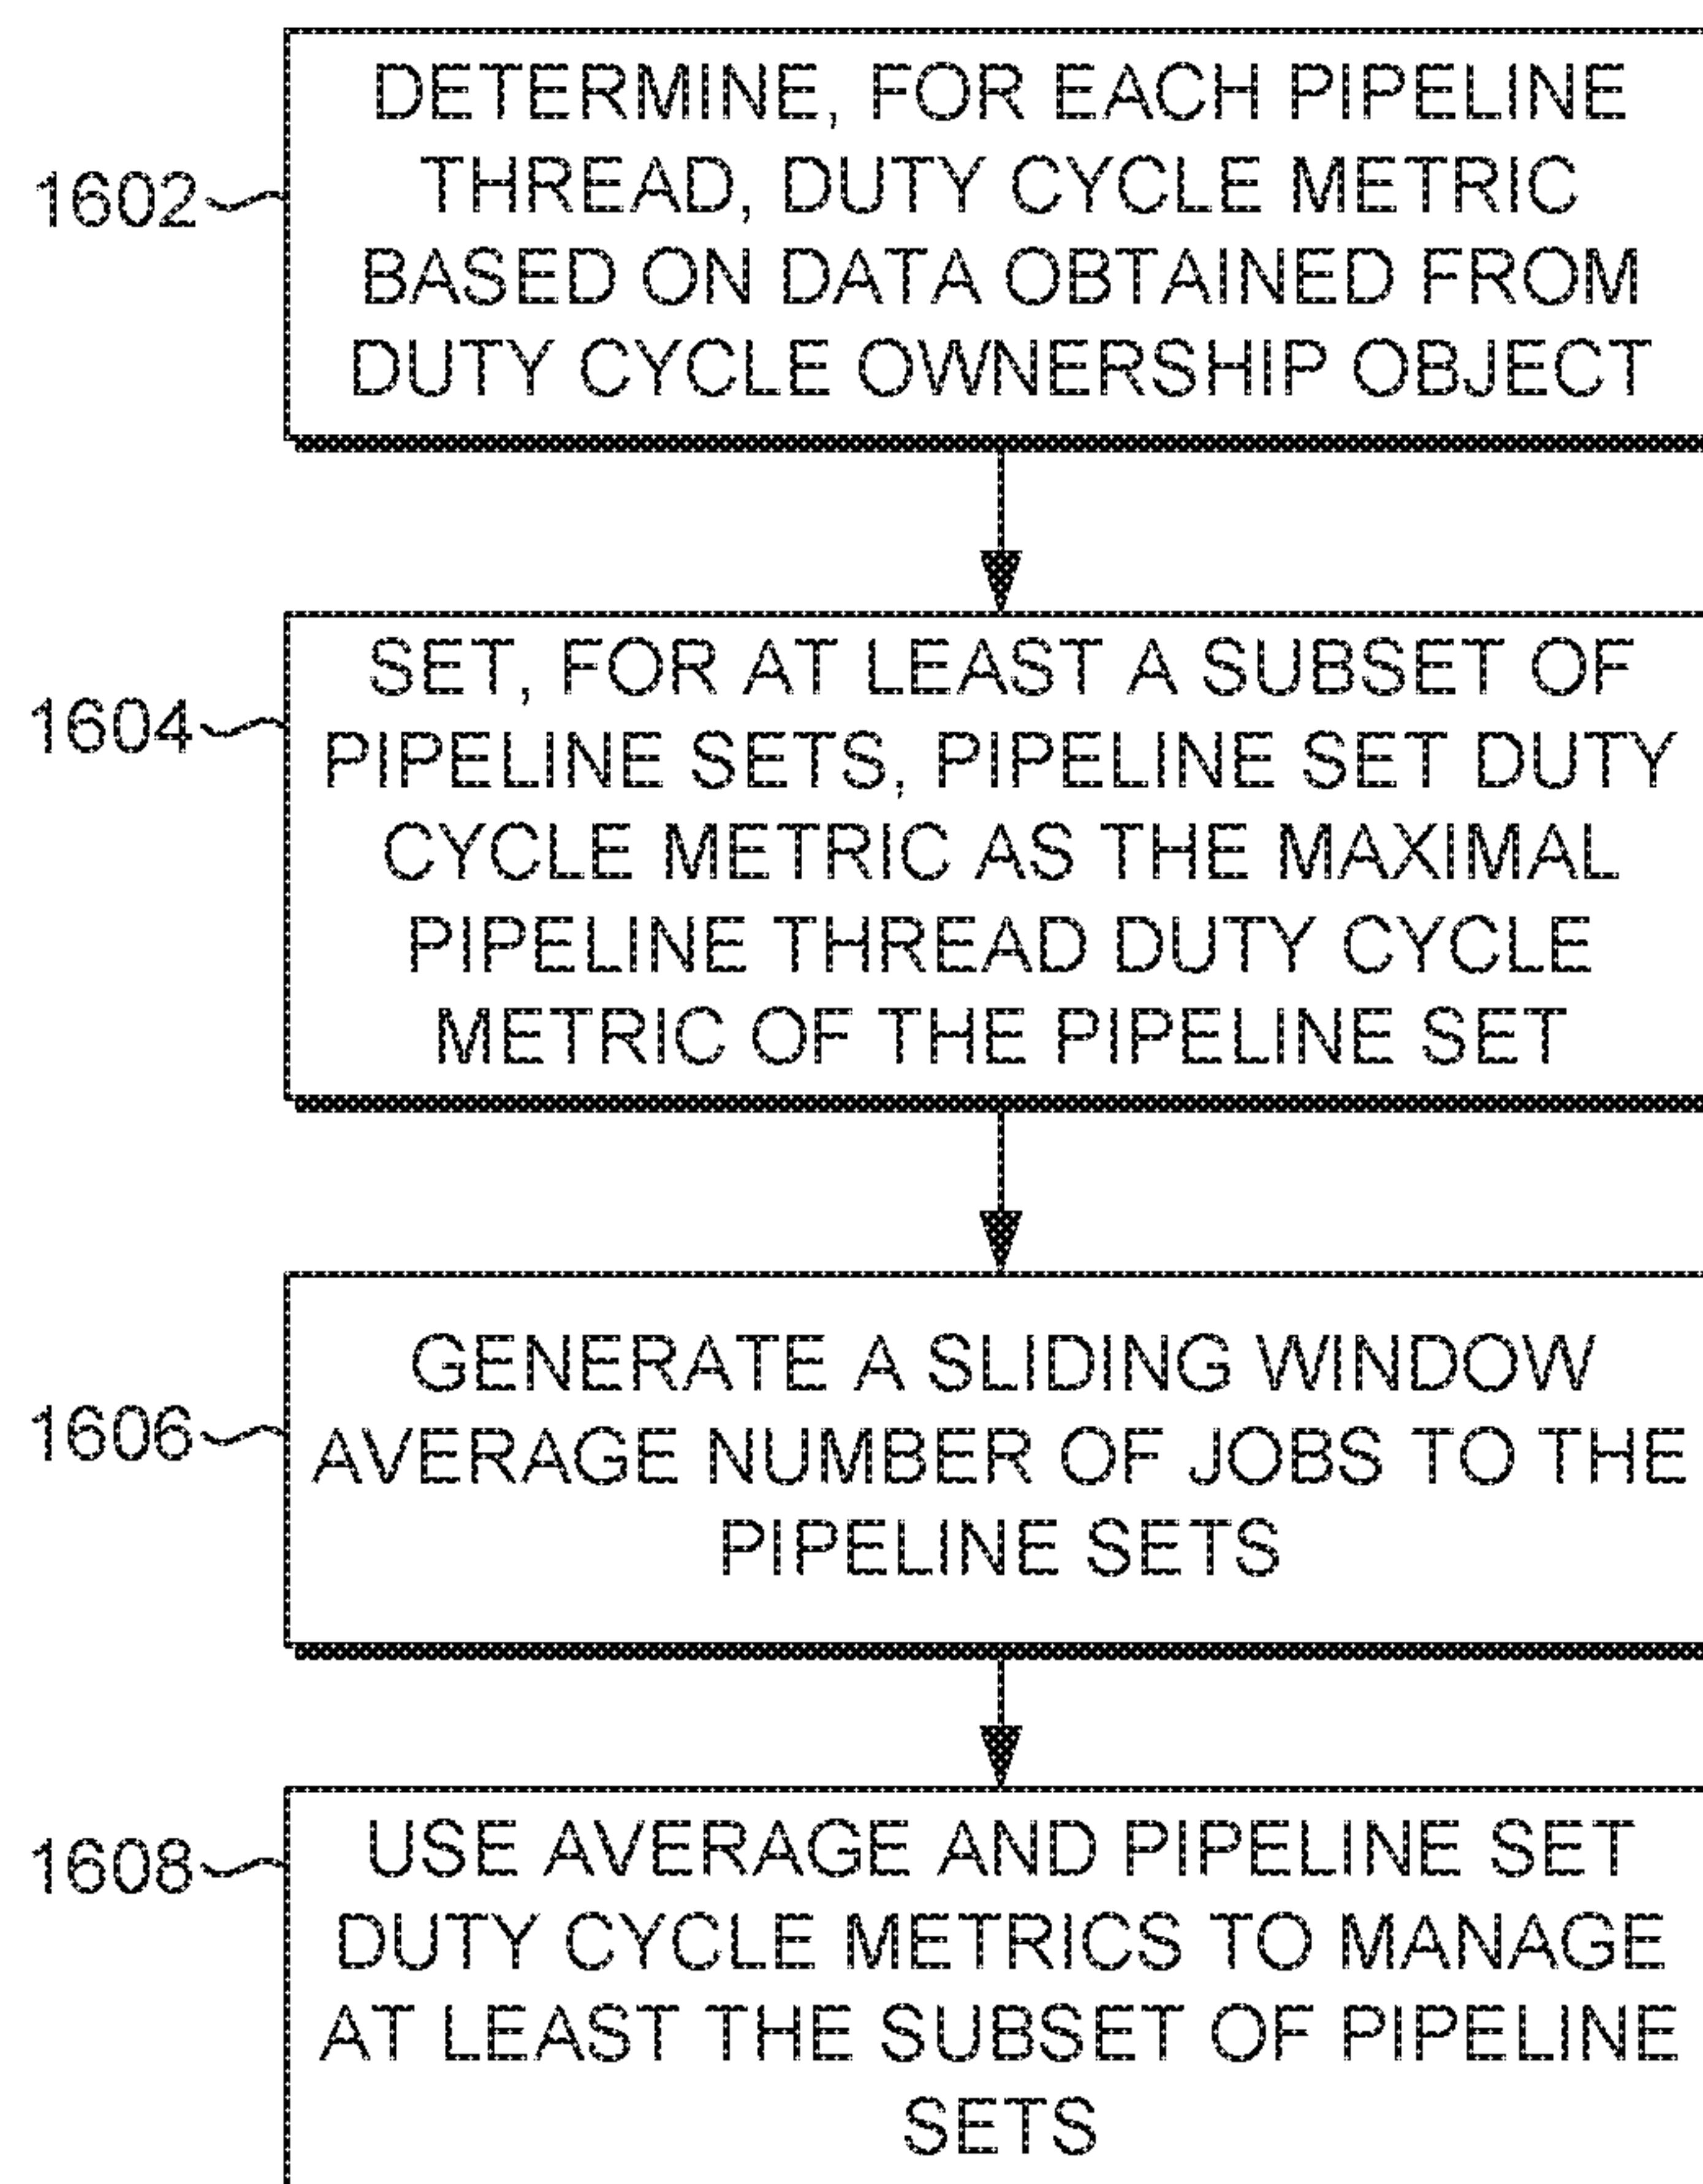 DETERMINE, FOR EACH PIPELINE
THREAD, DUTY CYCLE METRIC
1602
BASED ON DATA OBTAINED FROM
DUTY CYCLE OWNERSHIP OBJECT
SET, FOR AT LEAST A SUBSET OF
1604
PIPELINE SETS, PIPELINE SET DUTY
CYCLE METRIC AS THE MAXIMAL
PIPELINE THREAD DUTY CYCLE
METRIC OF THE PIPELINE SET
GENERATE A SLIDING WINDOW
1606
AVERAGE NUMBER OF JOBS TO THE
PIPELINE SETS
USE AVERAGE AND PIPELINE SET
1608
DUTY CYCLE METRICS TO MANAGE
AT LEAST THE SUBSET OF PIPELINE
SETS